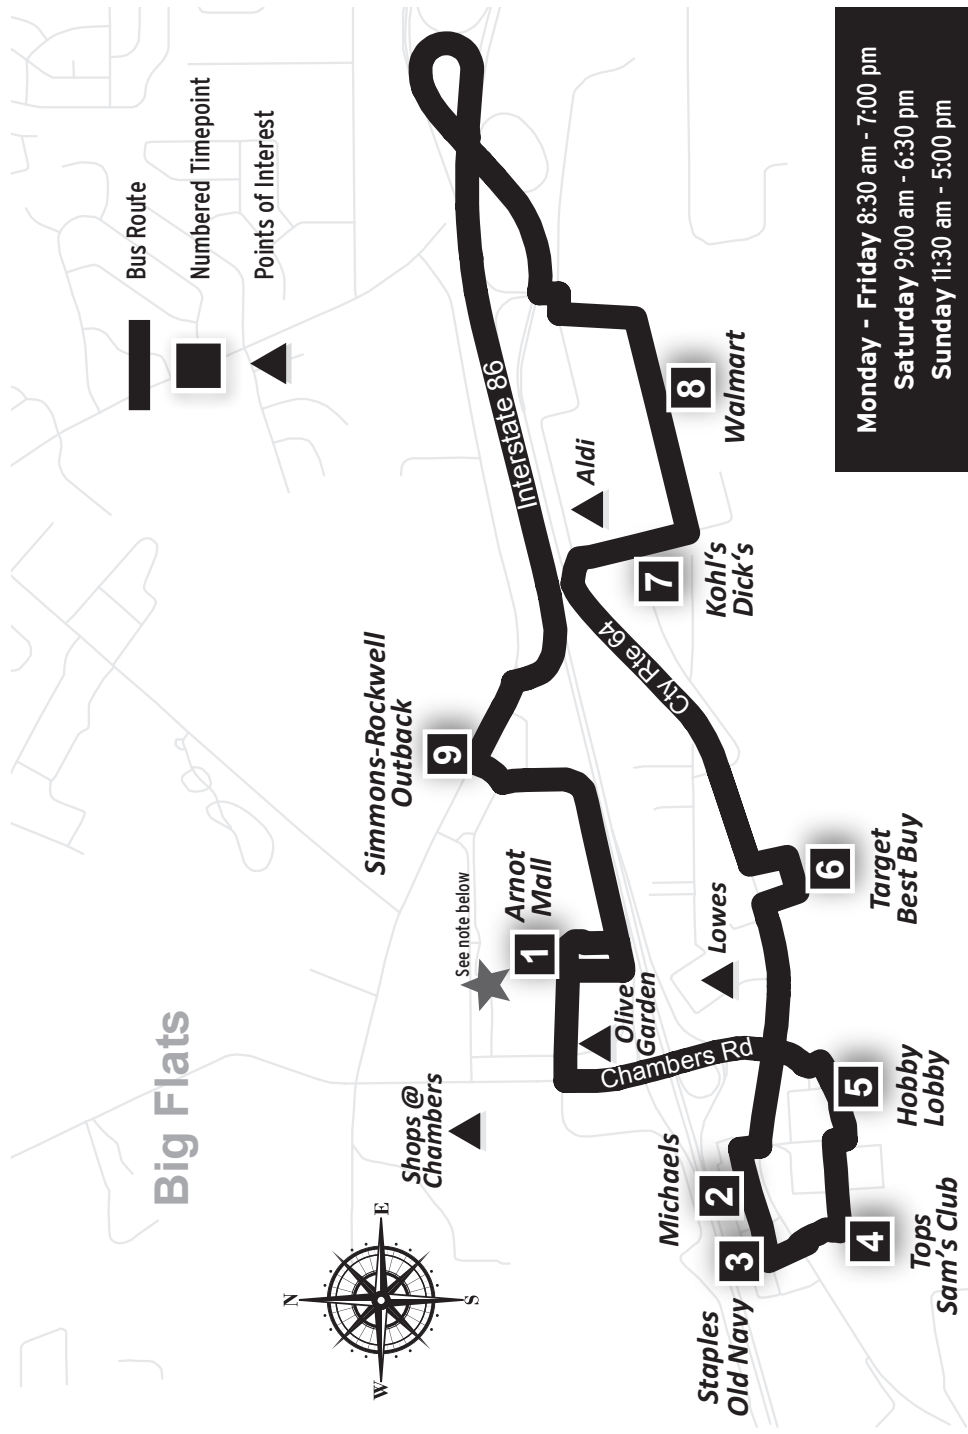 Big Flats
Bus Route
Numbered Timepoint
Points of Interest
N
W
E
S
Shops @
Chambers
See note below
1
Arnot
Mall
Olive
Garden
Chambers Rd
Michaels
2
3
Staples
Old Navy
4
Tops
Sam's Club
5
Hobby
Lobby
Lowes
6
Target
Best Buy
Cty Rte 64
7
Kohl‘s
Dick‘s
Aldi
8
Walmart
Interstate 86
Simmons-Rockwell
Outback
9
Monday - Friday 8:30 am - 7:00 pm
Saturday 9:00 am - 6:30 pm
Sunday 11:30 am - 5:00 pm